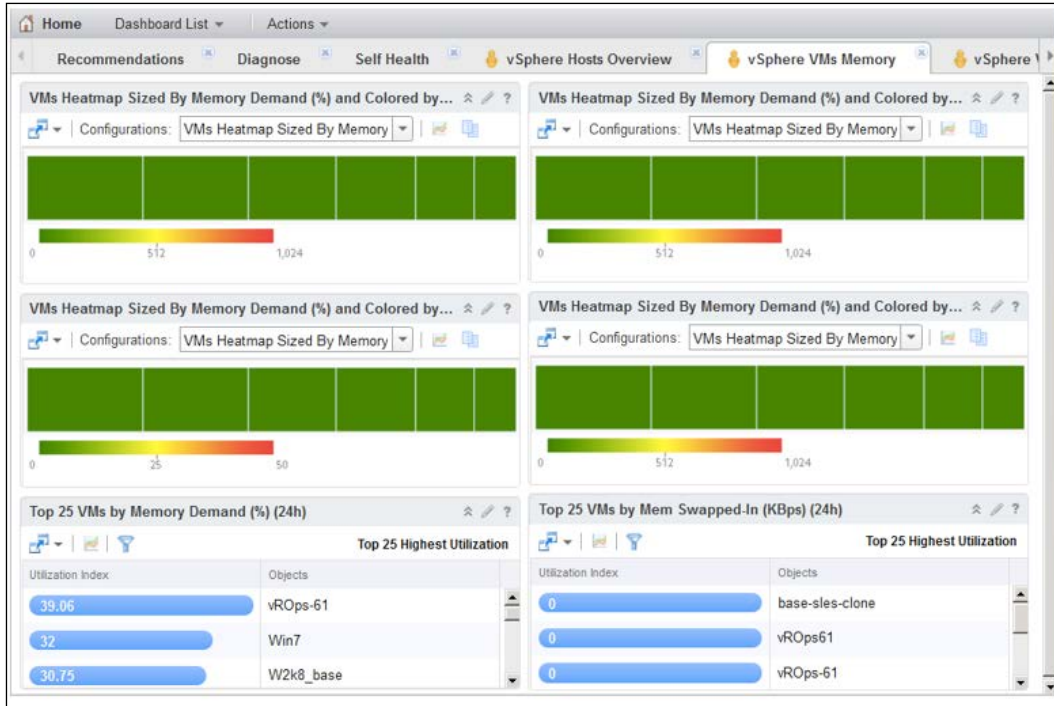 Home Dashboard List Actions
Recommendations Diagnose Self Health vSphere Hosts Overview vSphere VMs Memory vSphere
VMs Heatmap Sized By Memory Demand (%) and Colored by... ?
Configurations: VMs Heatmap Sized By Memory
0 512 1,024
VMs Heatmap Sized By Memory Demand (%) and Colored by... ?
Configurations: VMs Heatmap Sized By Memory
0 512 1,024
VMs Heatmap Sized By Memory Demand (%) and Colored by... ?
Configurations: VMs Heatmap Sized By Memory
0 25 50
VMs Heatmap Sized By Memory Demand (%) and Colored by... ?
Configurations: VMs Heatmap Sized By Memory
0 512 1,024
Top 25 VMs by Memory Demand (%) (24h) ?
Top 25 Highest Utilization
Utilization Index Objects
39.06 vROps-61
32 Win7
30.75 W2k8_base
Top 25 VMs by Mem Swapped-In (KBps) (24h) ?
Top 25 Highest Utilization
Utilization Index Objects
0 base-sles-clone
0 vROps61
0 vROps-61